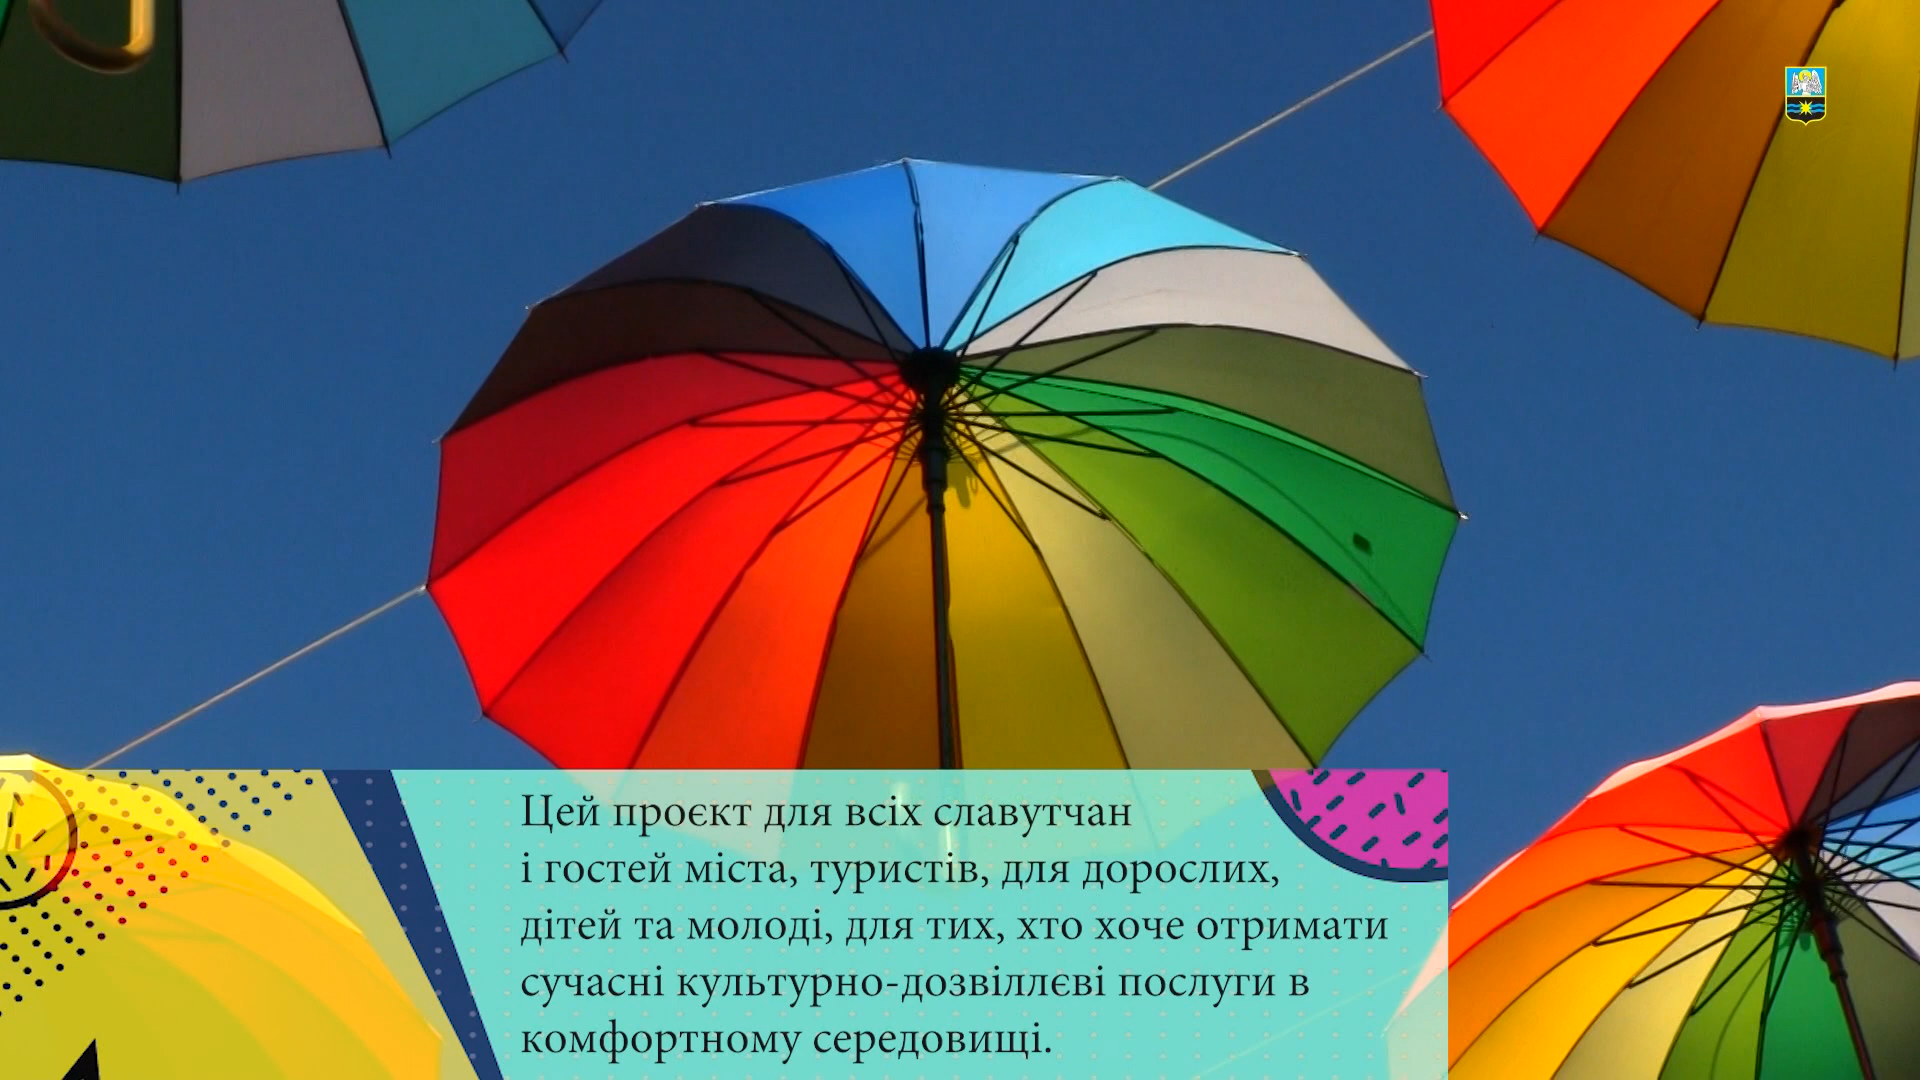 Цей проєкт для всіх славутчан
і гостей міста, туристів, для дорослих,
дітей та молоді, для тих, хто хоче отримати
сучасні культурно-дозвіллєві послуги в
комфортному середовищі.